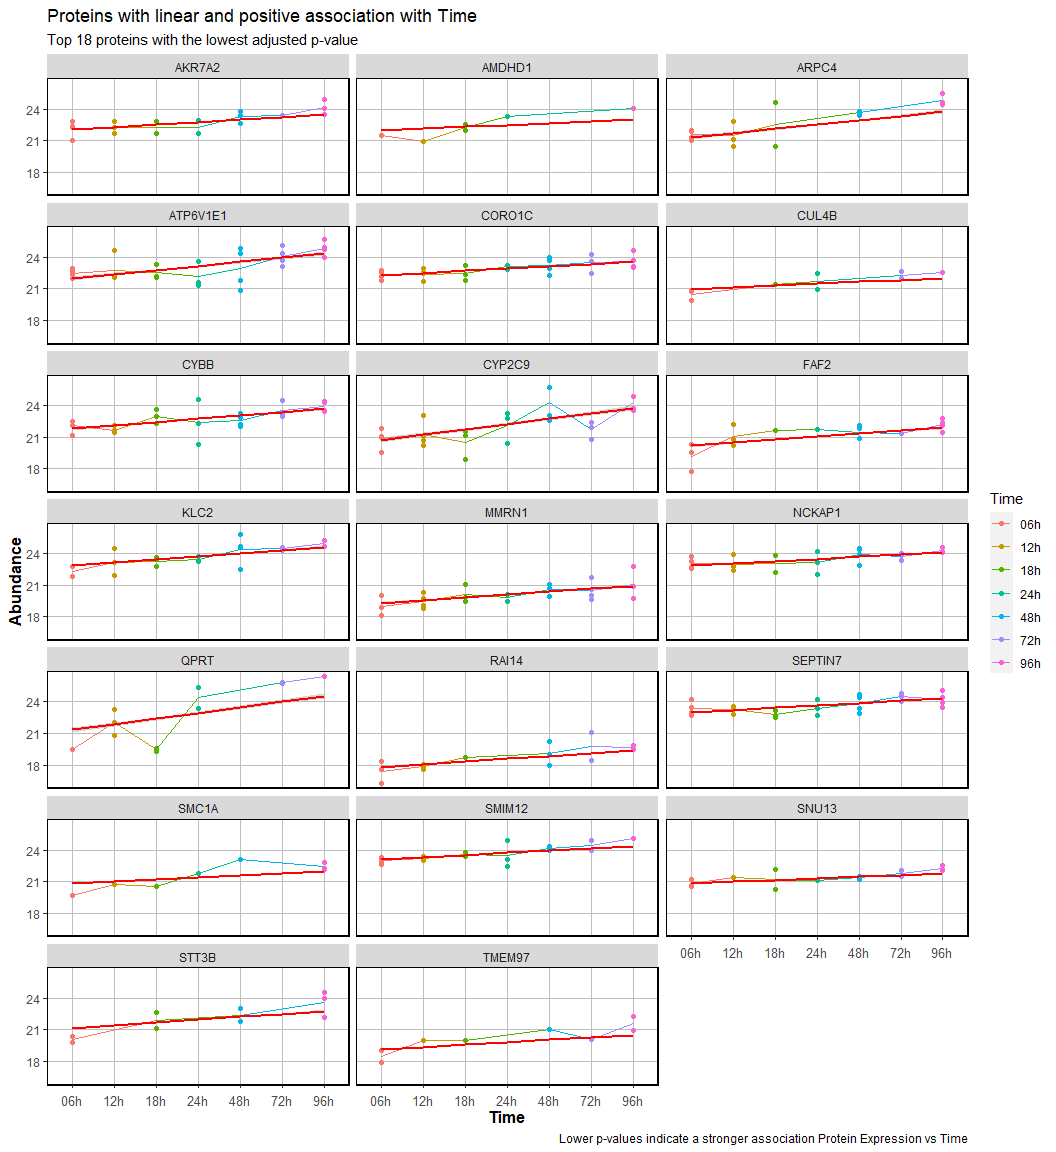 Proteins with linear and positive association with Time
Top 18 proteins with the lowest adjusted p-value
AKR7A2 AMDHD1 ARPC4
24
21
18
ATP6V1E1 CORO1C CUL4B
24
21
18
CYBB CYP2C9 FAF2
24
21
18
KLC2 MMRN1 NCKAP1
24
21
18
QPRT RAI14 SEPTIN7
24
21
18
SMC1A SMIM12 SNU13
24
21
18
06h 12h 18h 24h 48h 72h 96h
STT3B TMEM97
24
21
18
06h 12h 18h 24h 48h 72h 96h 06h 12h 18h 24h 48h 72h 96h
Abundance
Time
Time
06h
12h
18h
24h
48h
72h
96h
Lower p-values indicate a stronger association Protein Expression vs Time